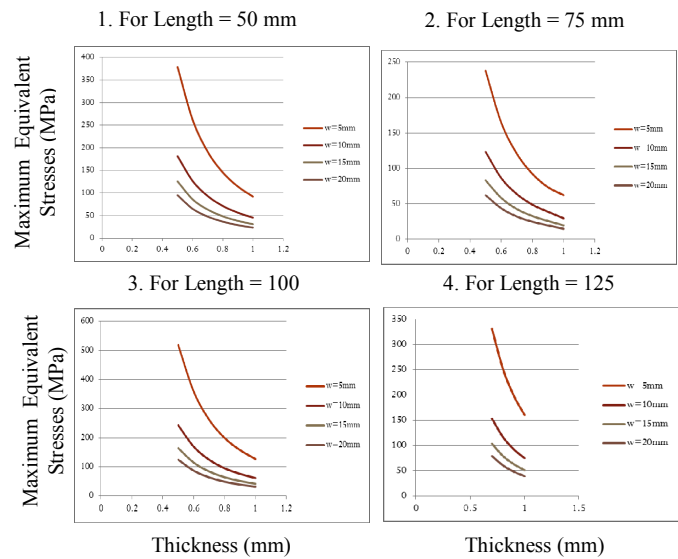 1. For Length = 50 mm
2. For Length = 75 mm
Maximum Equivalent
Stresses (MPa)
400
350
300
250
200
150
100
50
0
0 0.2 0.4 0.6 0.8 1 1.2
w=5mm
w=10mm
w=15mm
w=20mm
250
200
150
100
50
0
0 0.2 0.4 0.6 0.8 1 1.2
w=5mm
w 10mm
w=15mm
w=20mm
3. For Length = 100
4. For Length = 125
Maximum Equivalent
Stresses (MPa)
600
500
400
300
200
100
0
0 0.2 0.4 0.6 0.8 1 1.2
w=5mm
w=10mm
w=15mm
w=20mm
350
300
250
200
150
100
50
0
0 0.5 1 1.5
w 5mm
w=10mm
w=15mm
w=20mm
Thickness (mm)
Thickness (mm)